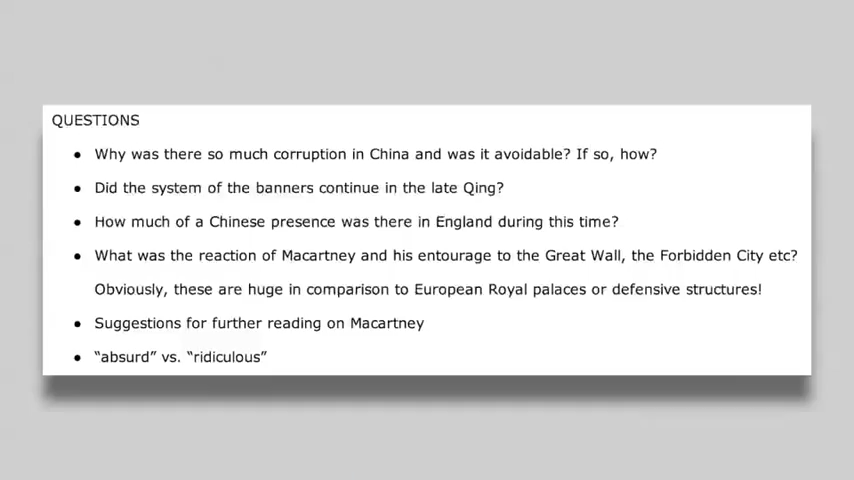 QUESTIONS
● Why was there so much corruption in China and was it avoidable? If so, how?
● Did the system of the banners continue in the late Qing?
● How much of a Chinese presence was there in England during this time?
● What was the reaction of Macartney and his entourage to the Great Wall, the Forbidden City etc?
Obviously, these are huge in comparison to European Royal palaces or defensive structures!
● Suggestions for further reading on Macartney
● “absurd” vs. “ridiculous”